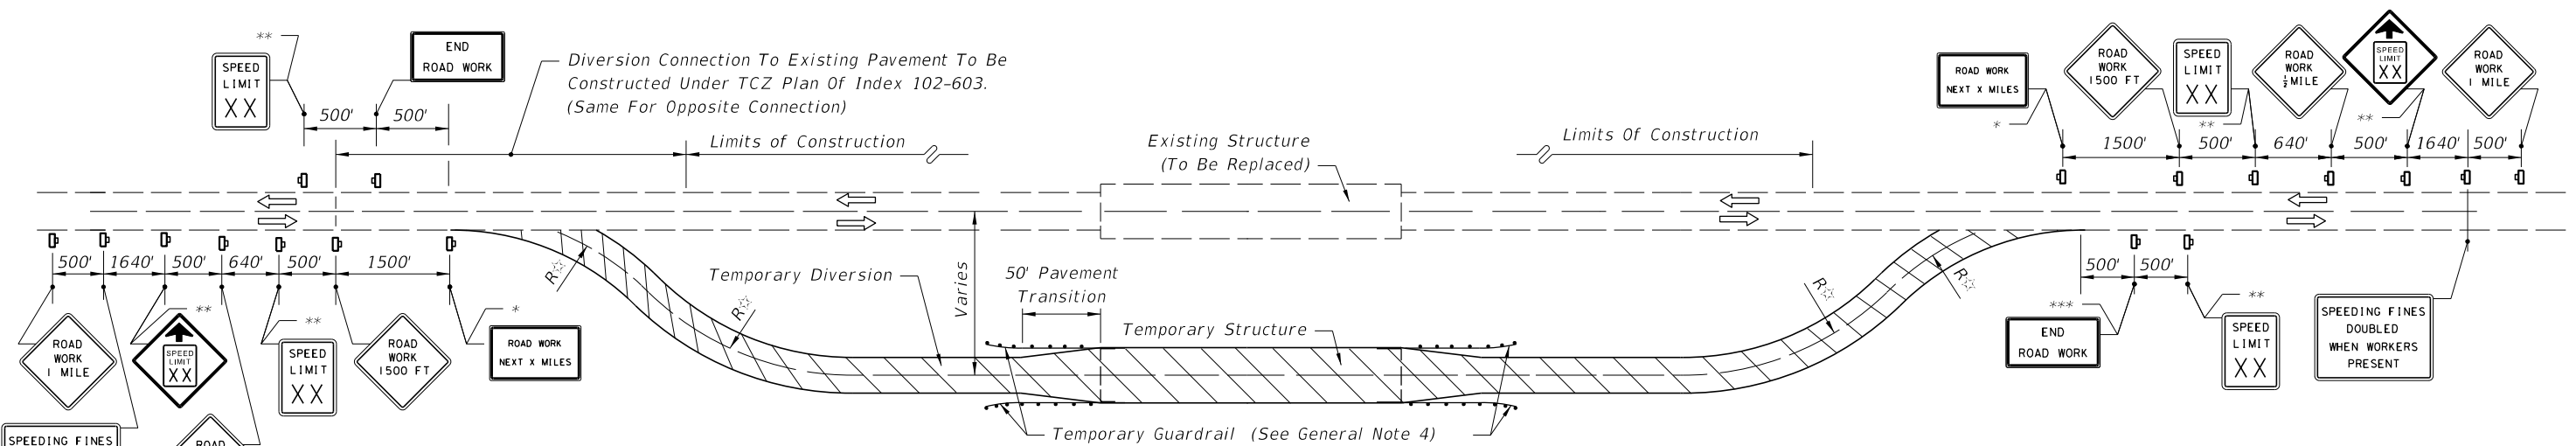 **
SPEED
LIMIT
XX
END
ROAD WORK
500'
500'
Diversion Connection To Existing Pavement To Be
Constructed Under TCZ Plan Of Index 102-603.
(Same For Opposite Connection)
Limits of Construction
Existing Structure
(To Be Replaced)
Limits Of Construction
ROAD WORK
NEXT X MILES
*
ROAD
WORK
1500 FT
SPEED
LIMIT
XX
**
ROAD
WORK
½ MILE
SPEED
LIMIT
XX
**
ROAD
WORK
1 MILE
1500'
500'
640'
500'
1640'
500'
500'
1640'
500'
640'
500'
1500'
ROAD
WORK
1 MILE
SPEEDING FINES
**
SPEED
LIMIT
XX
ROAD
**
SPEED
LIMIT
XX
ROAD
WORK
1500 FT
*
ROAD WORK
NEXT X MILES
R☆
R☆
Temporary Diversion
Varies
50' Pavement
Transition
Temporary Structure
Temporary Guardrail (See General Note 4)
R☆
R☆
500'
500'
***
END
ROAD WORK
**
SPEED
LIMIT
XX
SPEEDING FINES
DOUBLED
WHEN WORKERS
PRESENT